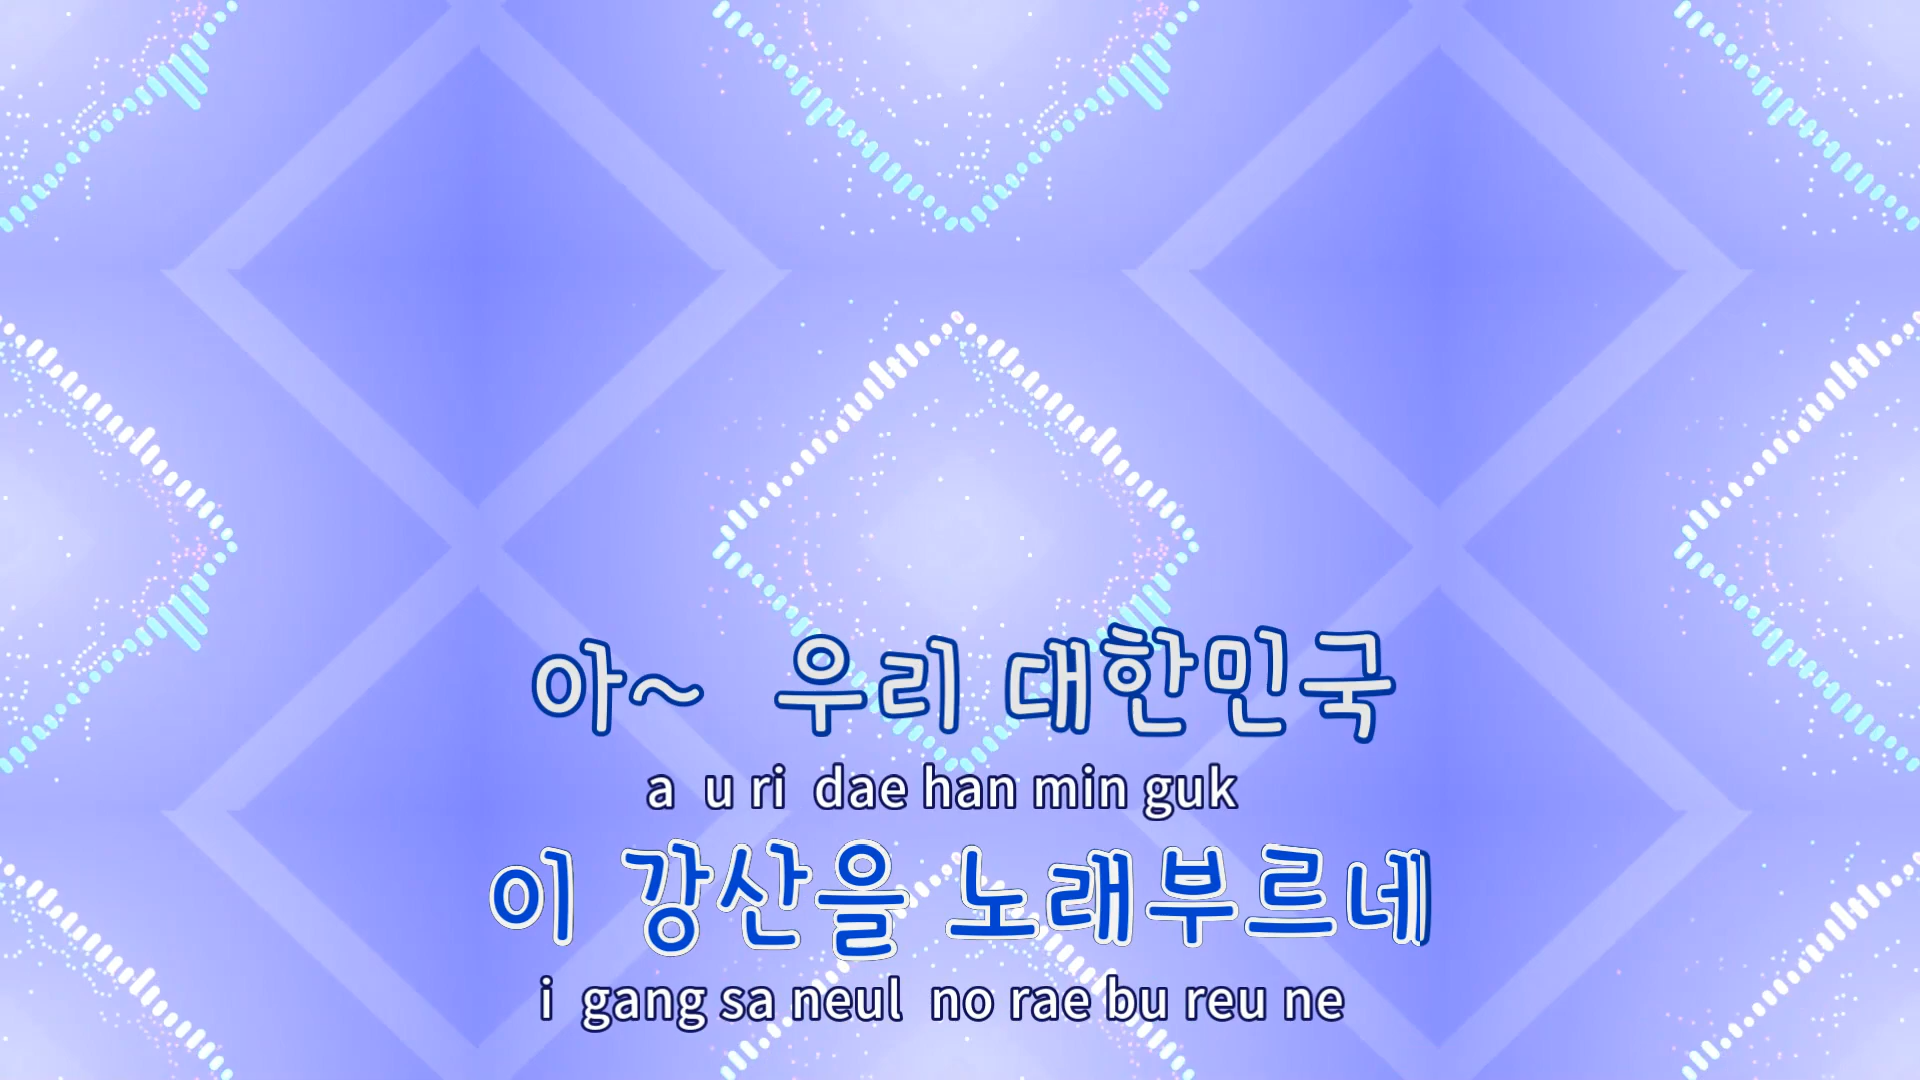 아~ 우리 대한민국
a u ri dae han min guk
이 강산을 노래부르네
i gang sa neul no rae bu reu ne